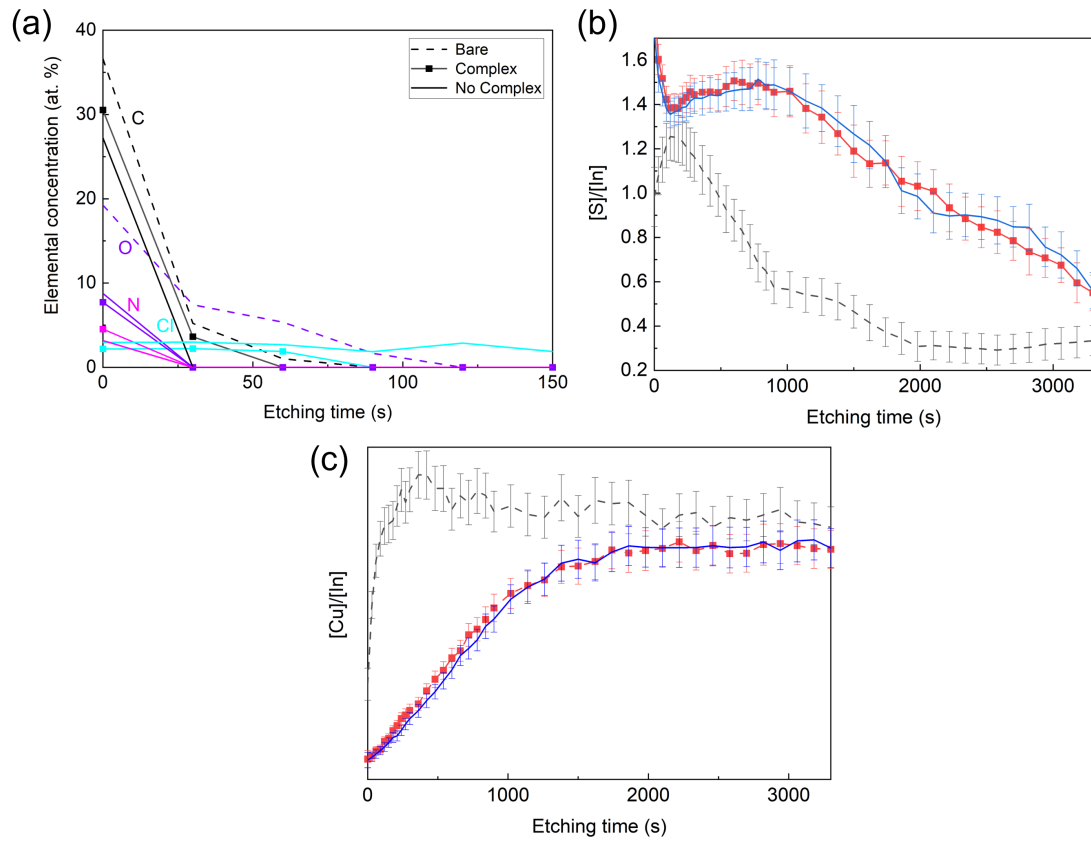 (a)
Elemental concentration (at. %)
40
30
20
10
0
0
50
100
150
Etching time (s)
Bare
Complex
No Complex
C
O
N
Cl
(b)
[S]/[In]
1.6
1.4
1.2
1.0
0.8
0.6
0.4
0.2
0
1000
2000
3000
Etching time (s)
(c)
[Cu]/[In]
0
1000
2000
3000
Etching time (s)